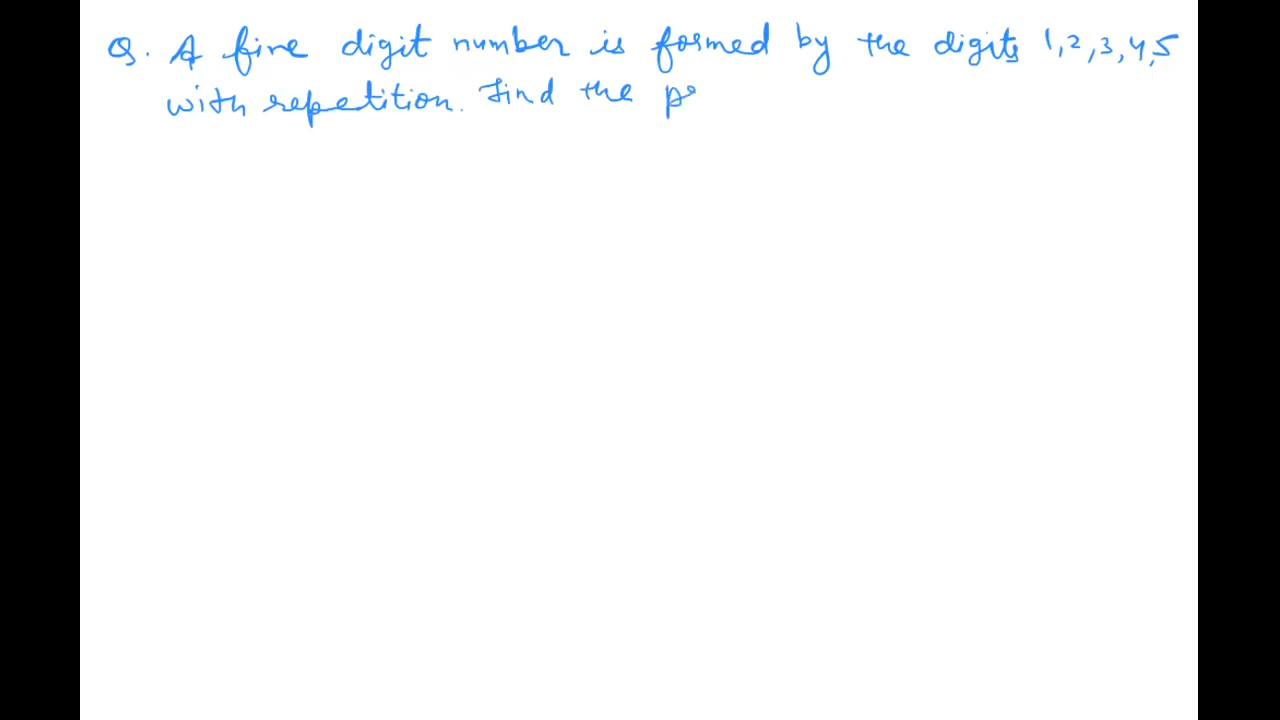 Q. A five digit number is formed by the digits 1,2,3,4,5
with repetition. Find the